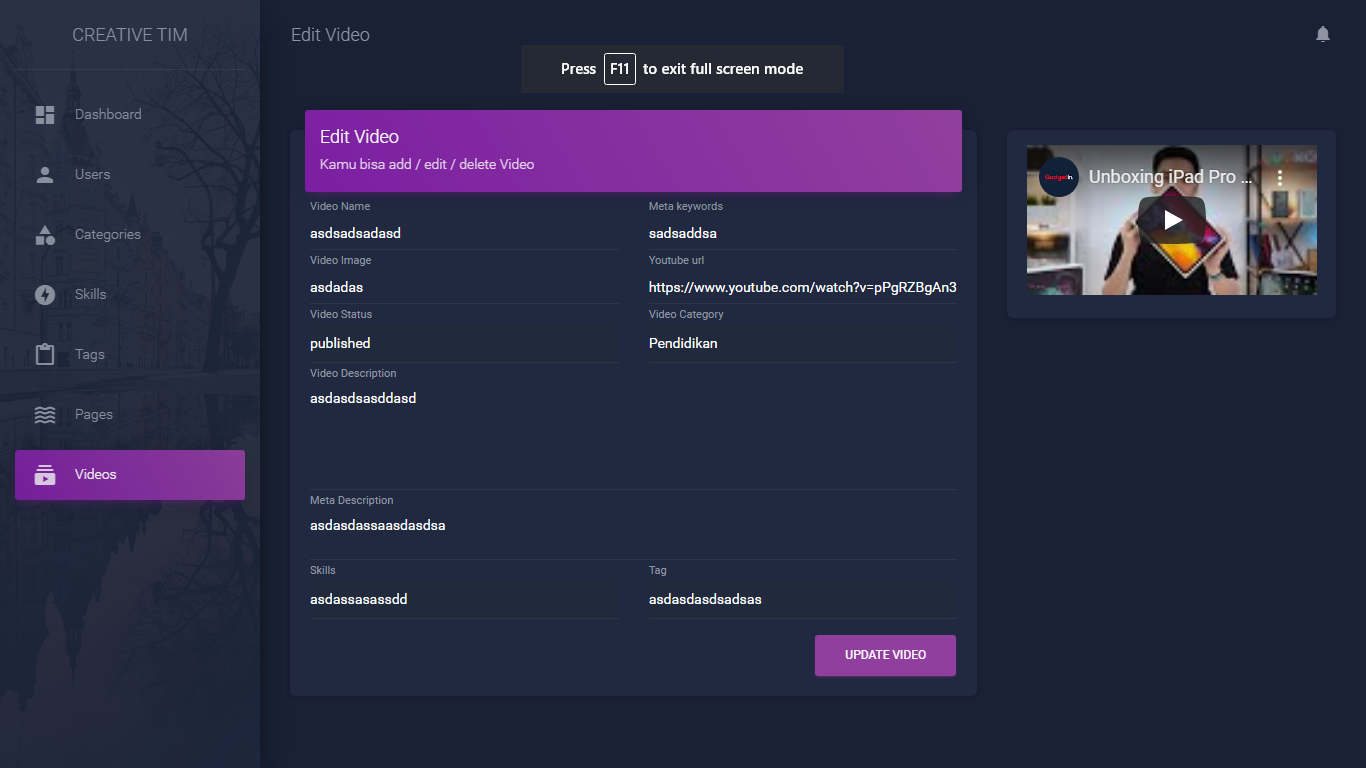 CREATIVE TIM
Edit Video
Press F11 to exit full screen mode
Dashboard
Users
Categories
Skills
Tags
Pages
Videos
Edit Video
Kamu bisa add / edit / delete Video
Video Name
asdsadsadasd
Meta keywords
sadsaddsa
Video Image
asdadas
Youtube url
https://www.youtube.com/watch?v=pPgRZBgAn3
Video Status
published
Video Category
Pendidikan
Video Description
asdasdsasddasd
Meta Description
asdasdassaasdasdsa
Skills
asdassasassdd
Tag
asdasdasdsadsas
UPDATE VIDEO
GadgetIn.
Unboxing iPad Pro ...